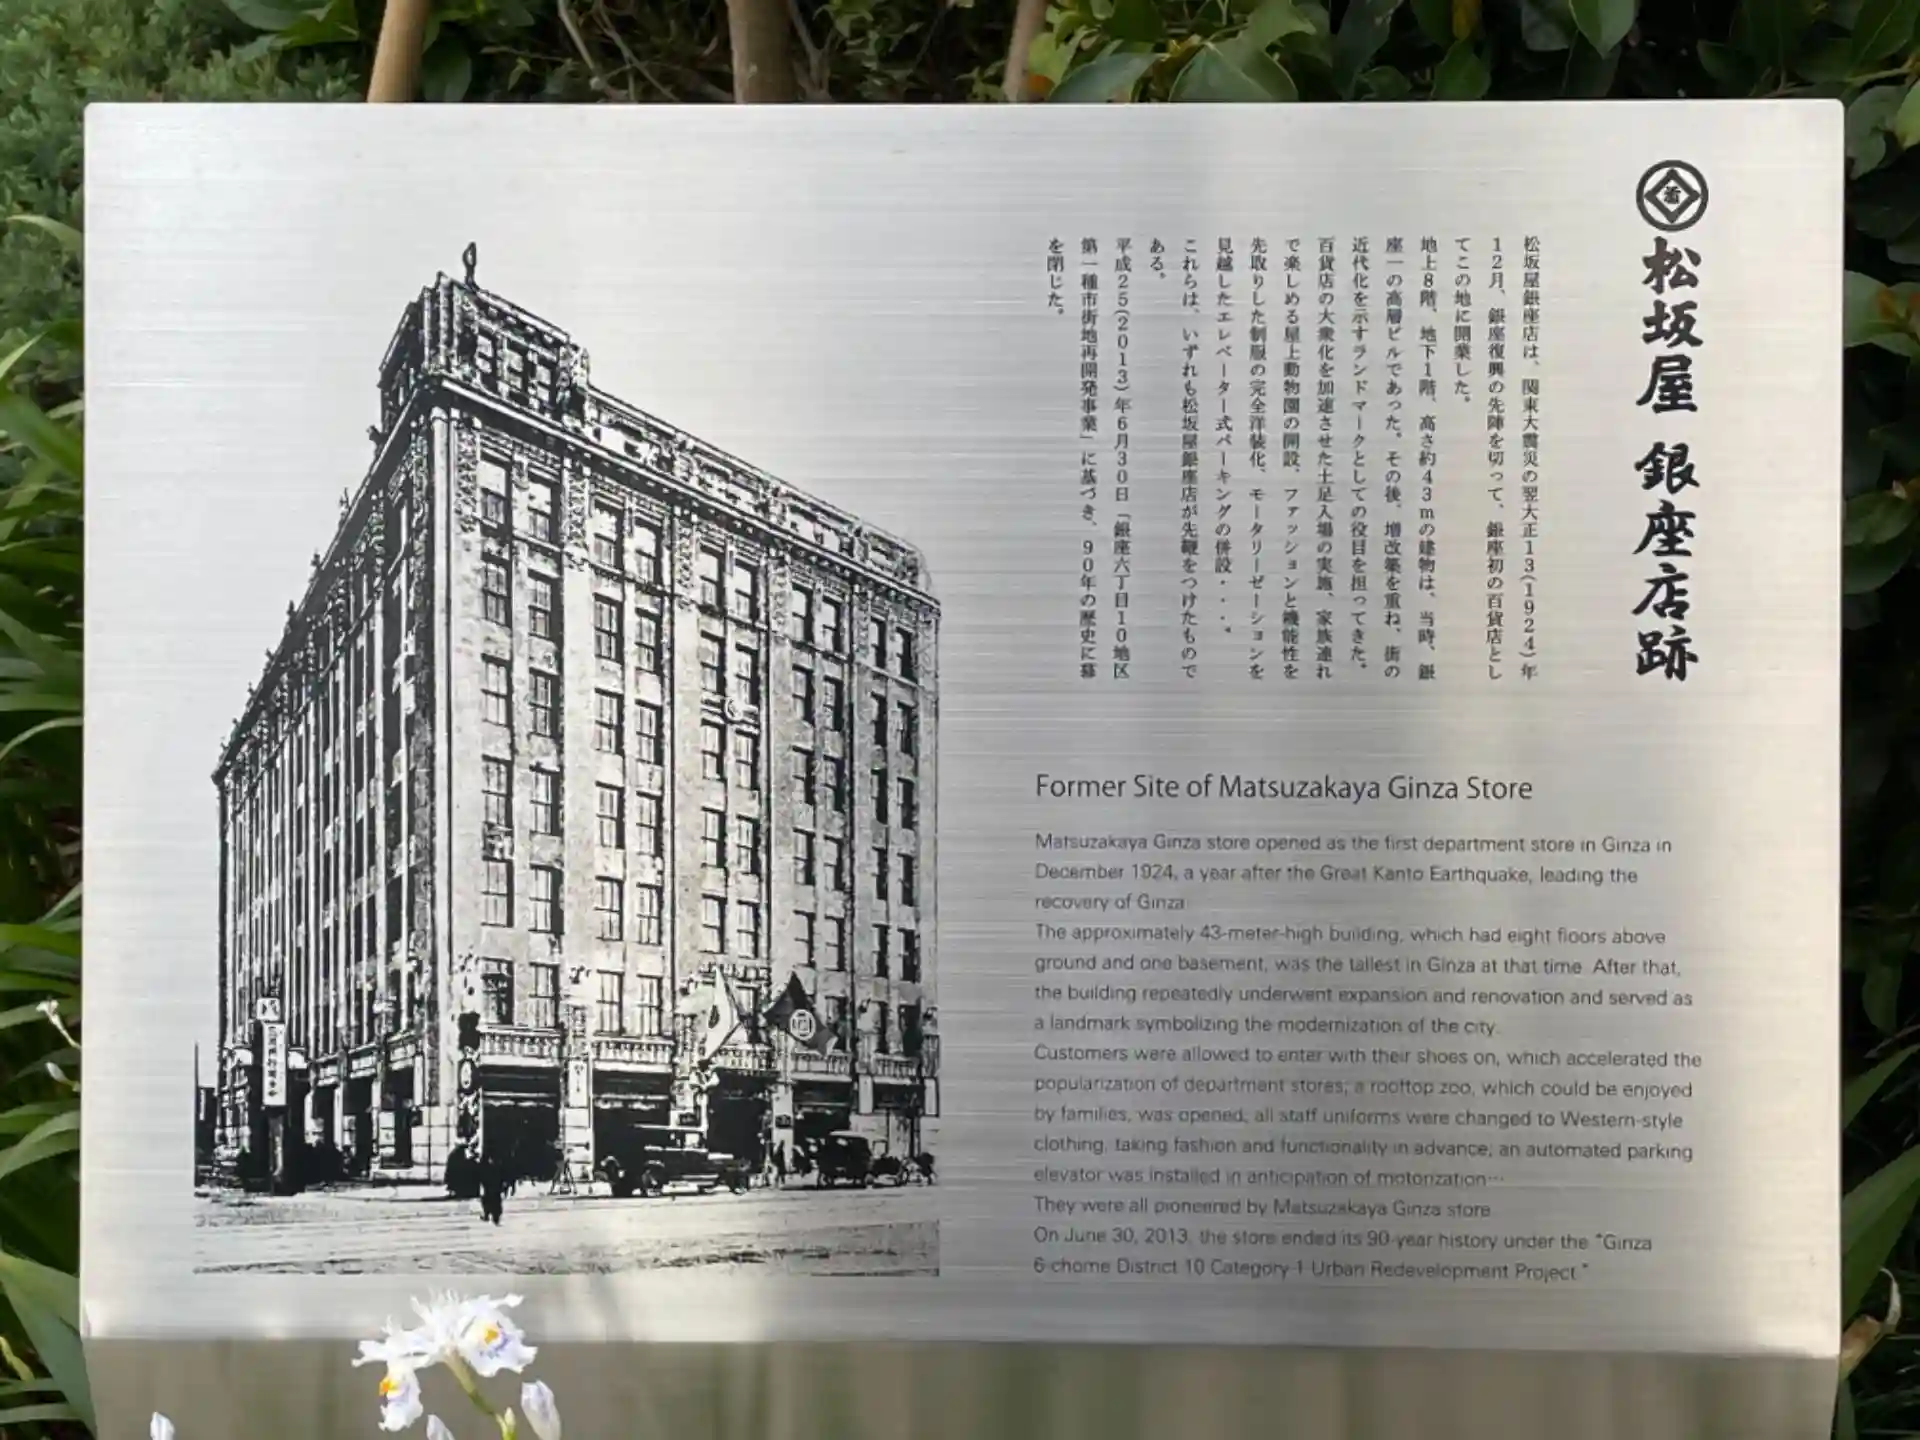 松坂屋 銀座店跡
松坂屋銀座店は、関東大震災の翌大正13(1924)年
12月、銀座復興の先陣を切って、銀座初の百貨店とし
てこの地に開業した。
地上8階、地下1階、高さ約43mの建物は、当時、銀
座一の高層ビルであった。その後、増改築を重ね、街の
近代化を示すランドマークとしての役目を担ってきた。
百貨店の大衆化を加速させた土足入場の実施、家族連れ
で楽しめる屋上動物園の開設、ファッションと機能性を
先取りした制服の完全洋装化、モータリーゼーションを
見越したエレベーター式パーキングの併設・・・。
これらは、いずれも松坂屋銀座店が先鞭をつけたもので
ある。
平成25(2013)年6月30日「銀座六丁目10地区
第一種市街地再開発事業」に基づき、90年の歴史に幕
を閉じた。
Former Site of Matsuzakaya Ginza Store
Matsuzakaya Ginza store opened as the first department store in Ginza in
December 1924, a year after the Great Kanto Earthquake, leading the
recovery of Ginza.
The approximately 43-meter-high building, which had eight floors above
ground and one basement, was the tallest in Ginza at that time. After that,
the building repeatedly underwent expansion and renovation and served as
a landmark symbolizing the modernization of the city.
Customers were allowed to enter with their shoes on, which accelerated the
popularization of department stores; a rooftop zoo, which could be enjoyed
by families, was opened; all staff uniforms were changed to Western-style
clothing, taking fashion and functionality in advance; an automated parking
elevator was installed in anticipation of motorization…
They were all pioneered by Matsuzakaya Ginza store.
On June 30, 2013, the store ended its 90-year history under the "Ginza
6-chome District 10 Category 1 Urban Redevelopment Project."